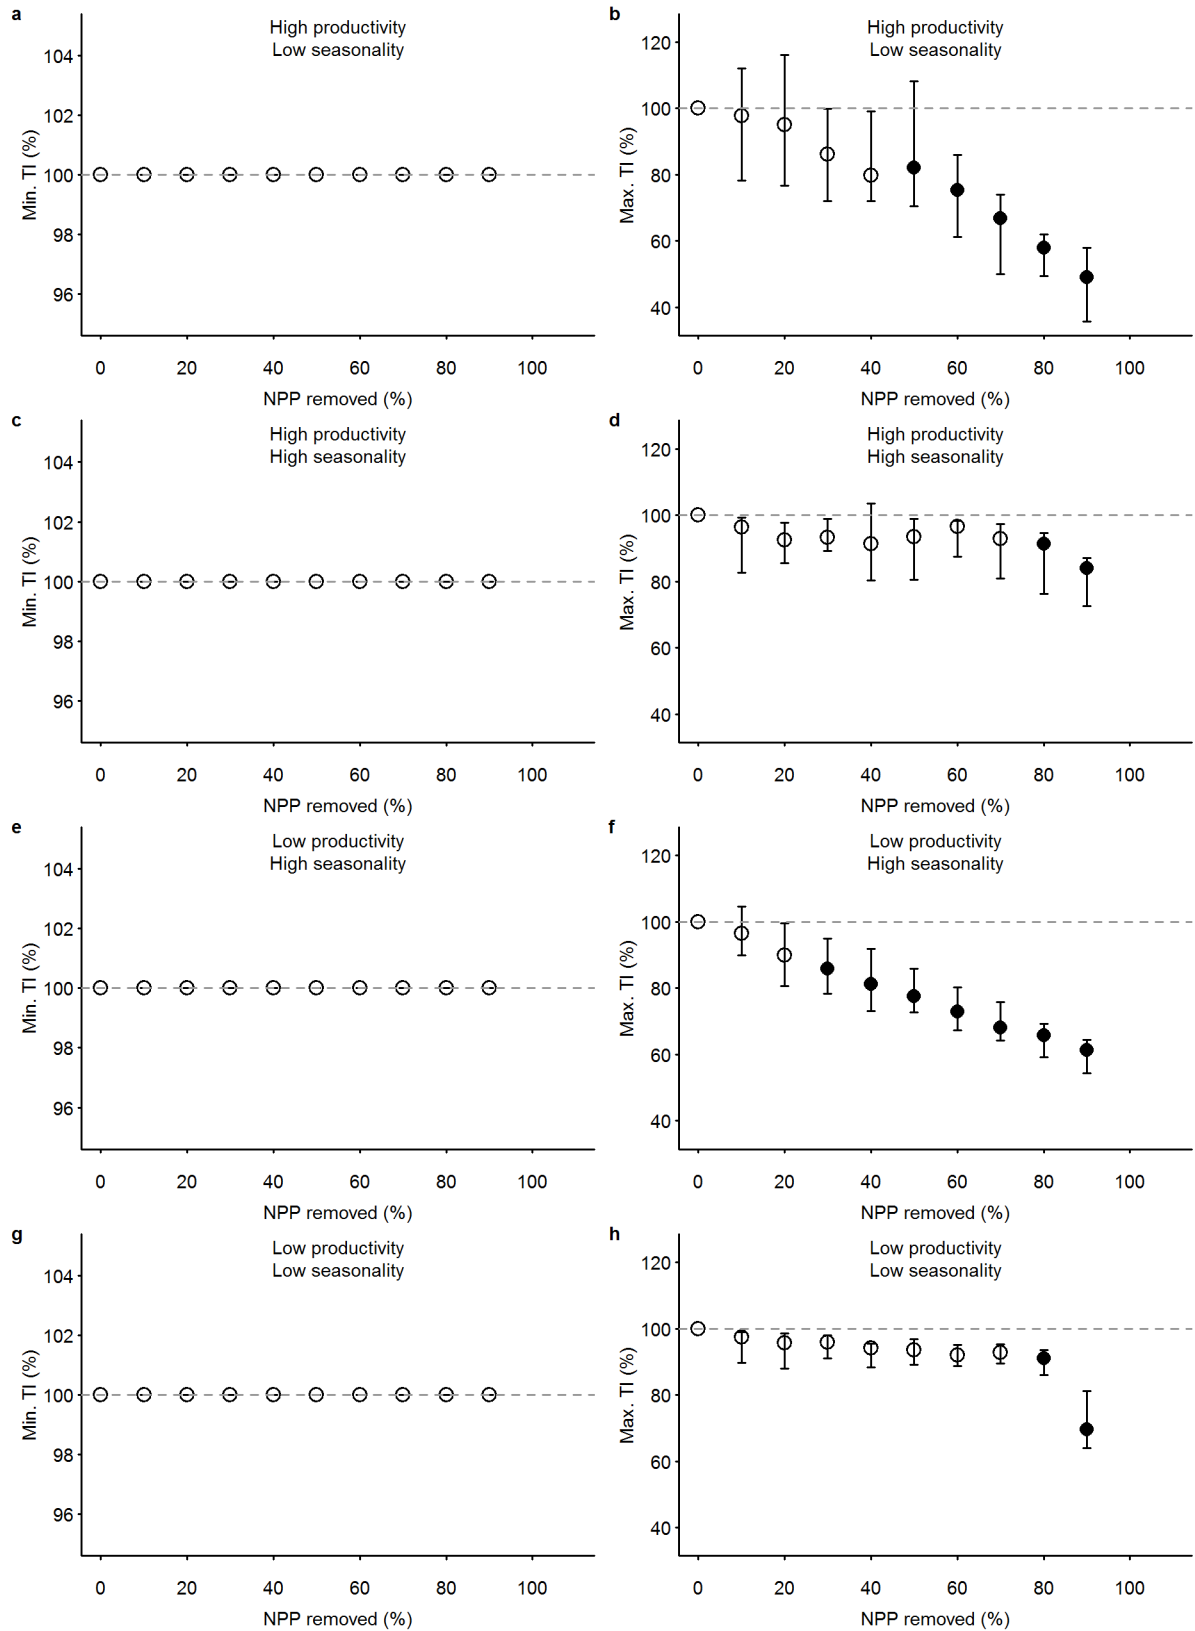 a
High productivity
Low seasonality
Min. TI (%)
104
102
100
98
96
0 20 40 60 80 100
NPP removed (%)
b
High productivity
Low seasonality
Max. TI (%)
120
100
80
60
40
0 20 40 60 80 100
NPP removed (%)
c
High productivity
High seasonality
Min. TI (%)
104
102
100
98
96
0 20 40 60 80 100
NPP removed (%)
d
High productivity
High seasonality
Max. TI (%)
120
100
80
60
40
0 20 40 60 80 100
NPP removed (%)
e
Low productivity
High seasonality
Min. TI (%)
104
102
100
98
96
0 20 40 60 80 100
NPP removed (%)
f
Low productivity
High seasonality
Max. TI (%)
120
100
80
60
40
0 20 40 60 80 100
NPP removed (%)
g
Low productivity
Low seasonality
Min. TI (%)
104
102
100
98
96
0 20 40 60 80 100
NPP removed (%)
h
Low productivity
Low seasonality
Max. TI (%)
120
100
80
60
40
0 20 40 60 80 100
NPP removed (%)